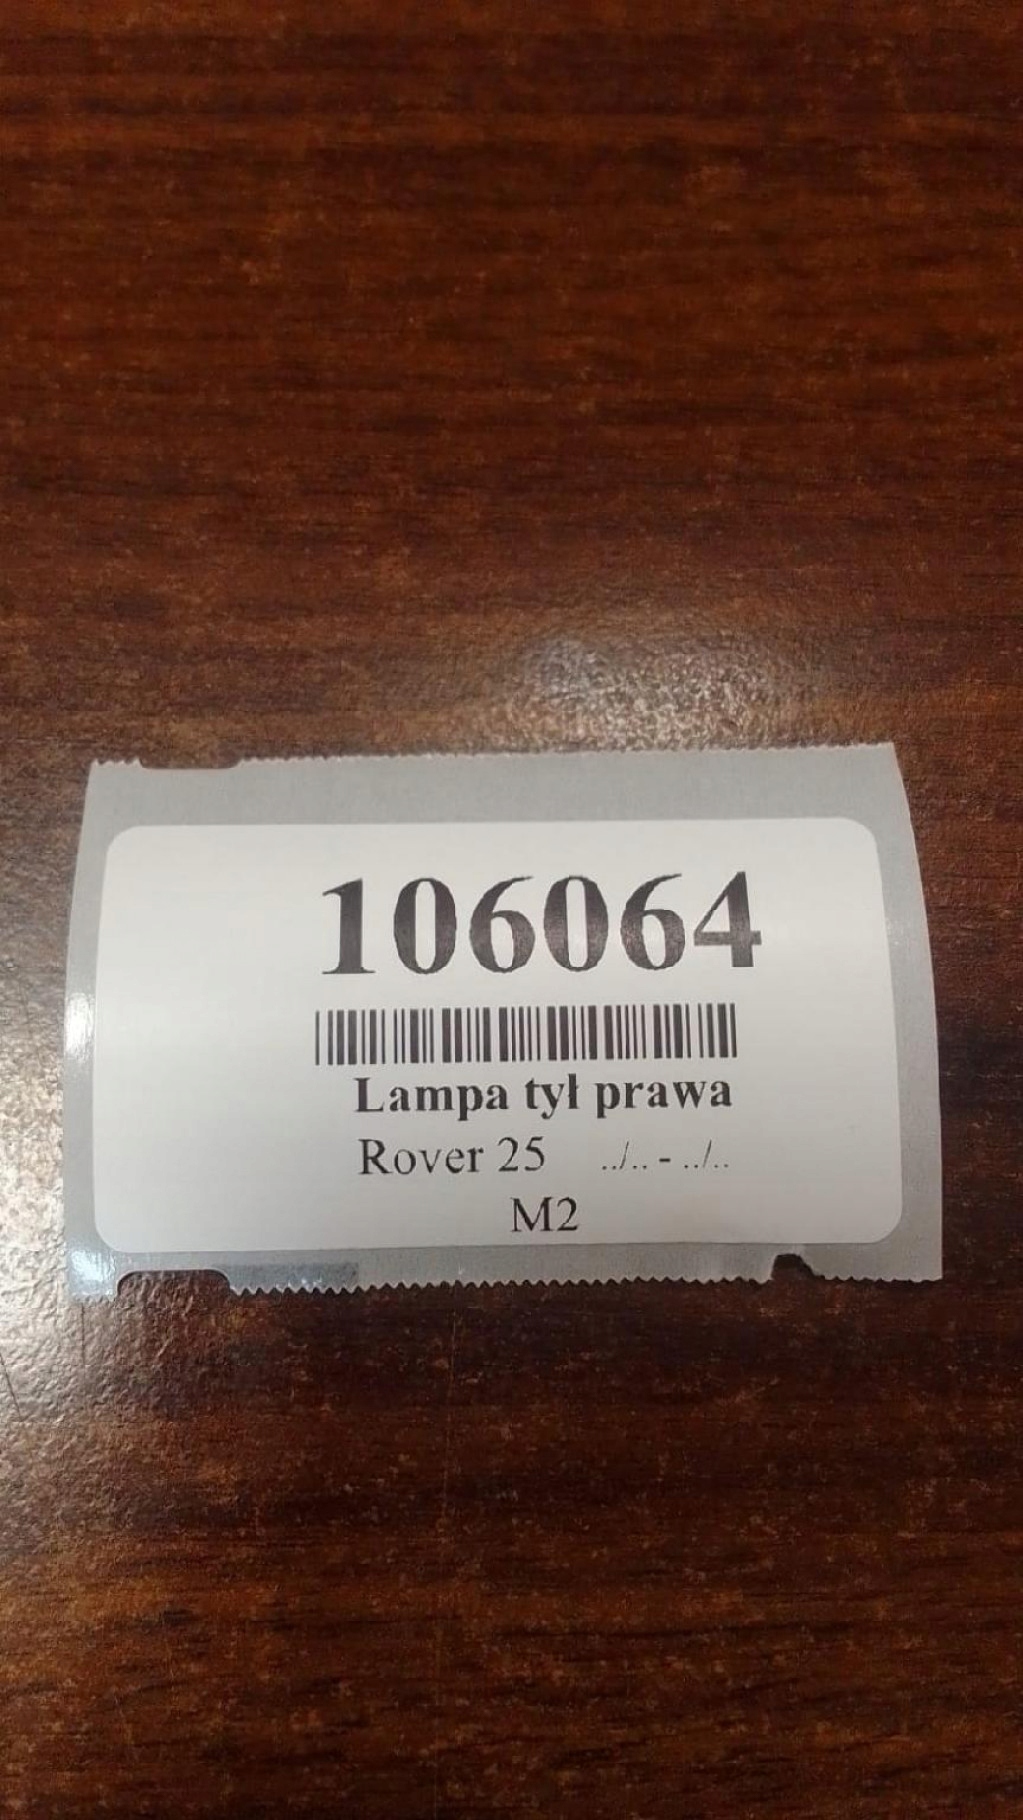 106064
Lampa tył prawa
Rover 25 ../.. - ../..
M2